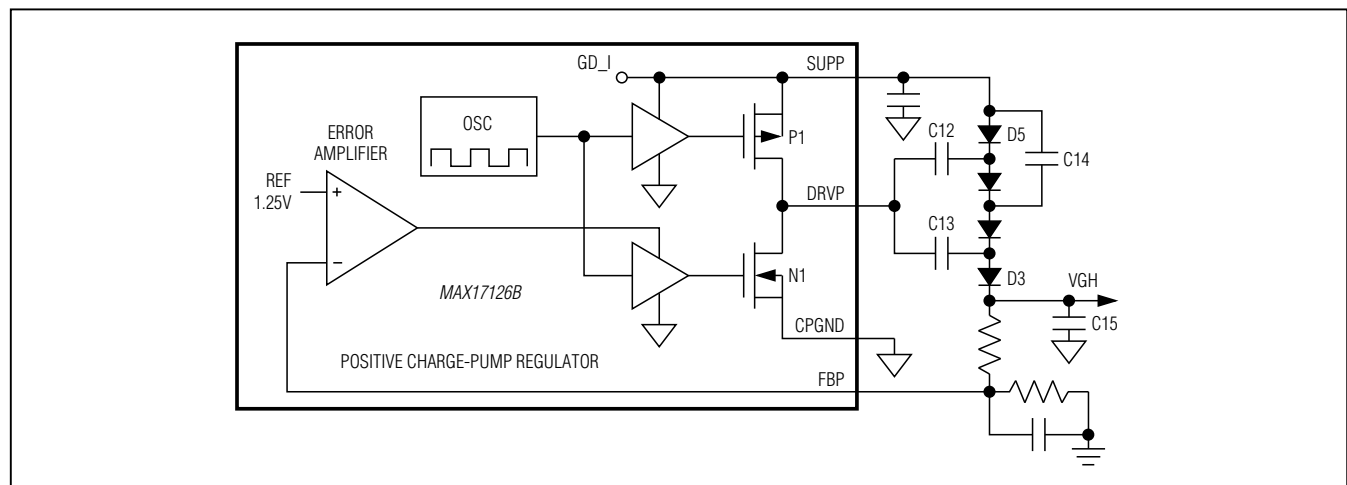 GD_I
SUPP
OSC
ERROR
AMPLIFIER
REF
1.25V
+
−
P1
C12
D5
C14
DRVP
C13
N1
D3
VGH
C15
MAX17126B
CPGND
POSITIVE CHARGE-PUMP REGULATOR
FBP